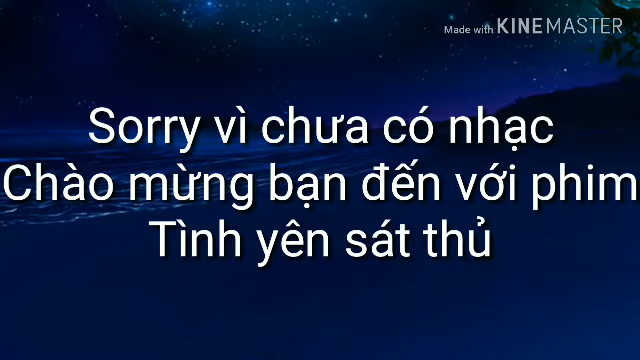 Made with KINEMASTER
Sorry vì chưa có nhạc
Chào mừng bạn đến với phim
Tình yên sát thủ